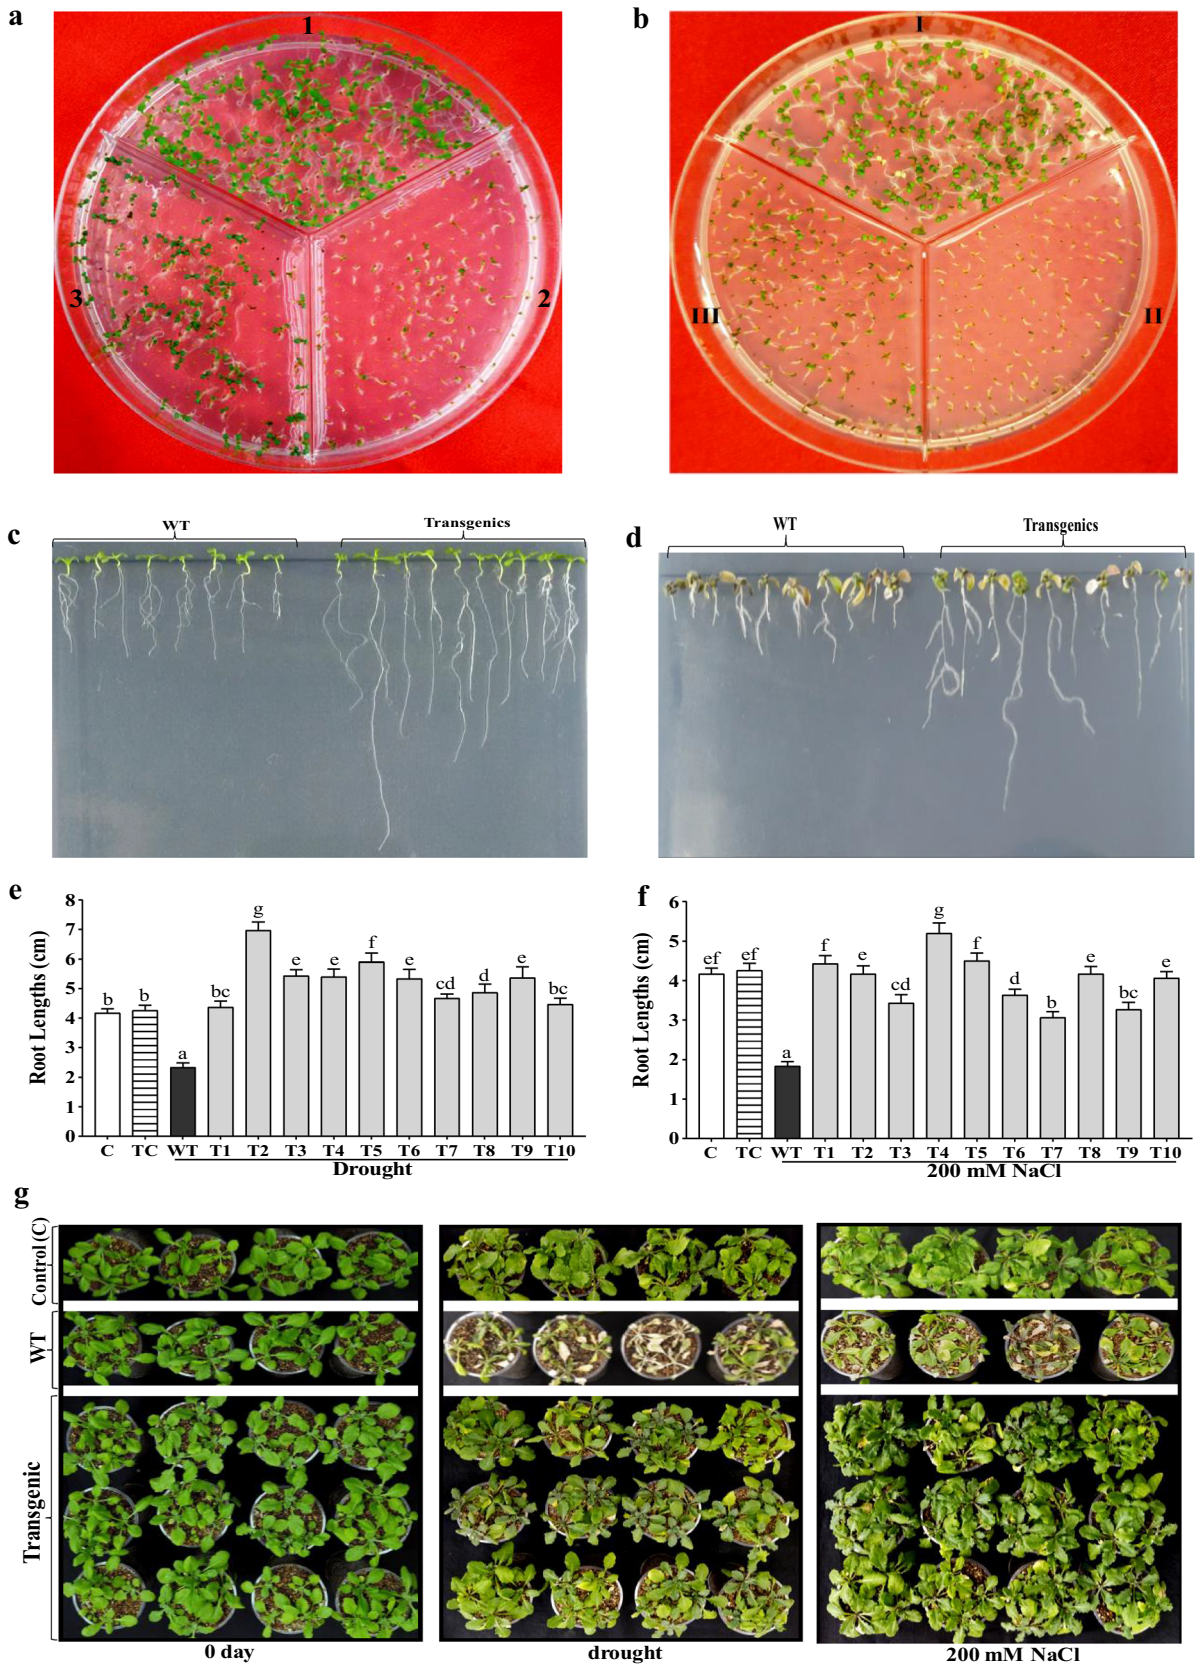 a
b
1
2
3
I
II
III
c
WT
Transgenics
d
WT
Transgenics
e
Root Lengths (cm)
8
7
6
5
4
3
2
1
0
b
b
a
bc
g
e
e
f
e
cd
d
e
bc
C TC WT T1 T2 T3 T4 T5 T6 T7 T8 T9 T10
Drought
f
Root Lengths (cm)
6
5
4
3
2
1
0
ef
ef
a
f
e
cd
g
f
d
b
e
bc
e
C TC WT T1 T2 T3 T4 T5 T6 T7 T8 T9 T10
200 mM NaCl
g
Control (C)
WT
Transgenic
0 day
drought
200 mM NaCl